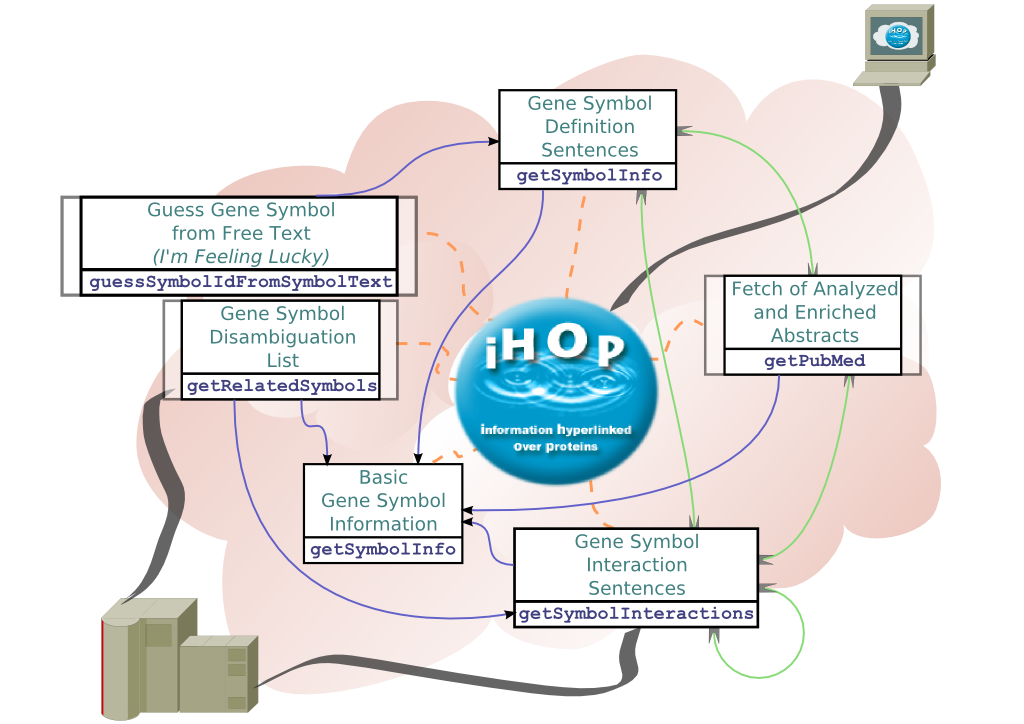 Gene Symbol
Definition
Sentences
getSymbolInfo
Guess Gene Symbol
from Free Text
(I'm Feeling Lucky)
guessSymbolIdFromSymbolText
Gene Symbol
Disambiguation
List
getRelatedSymbols
Fetch of Analyzed
and Enriched
Abstracts
getPubMed
iHOp
information hyperlinked
over proteins
Basic
Gene Symbol
Information
getSymbolInfo
Gene Symbol
Interaction
Sentences
getSymbolInteractions